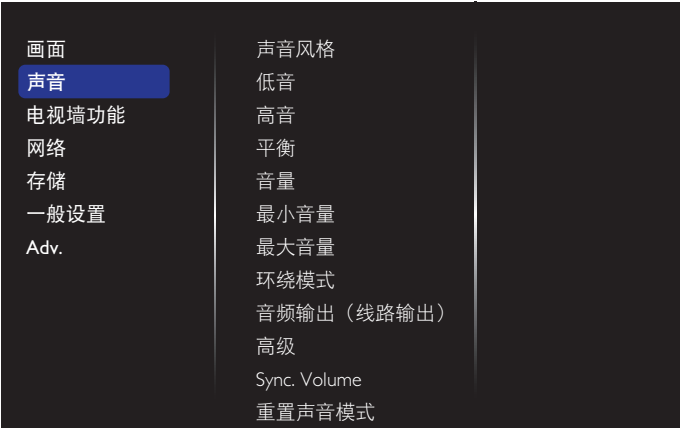 画面
声音
电视墙功能
网络
存储
一般设置
Adv.
声音风格
低音
高音
平衡
音量
最小音量
最大音量
环绕模式
音频输出（线路输出）
高级
Sync. Volume
重置声音模式